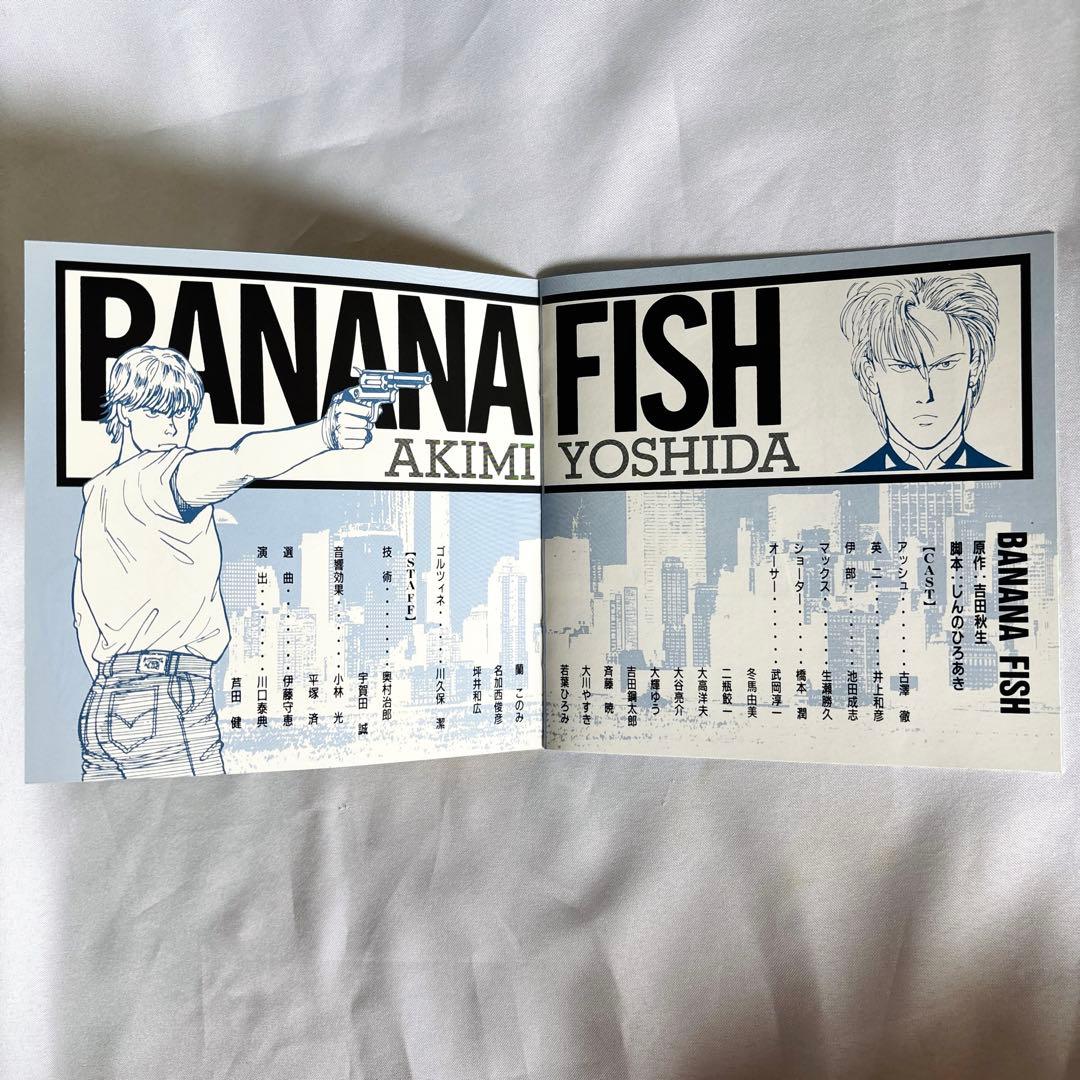 BANANA FISH
AKIMI YOSHIDA
BANANA FISH
原作：吉田秋生
脚本：じんのひろあき
【CAST】
アッシュ・・・・・古澤 徹
英二・・・・・・・井上和彦
伊部・・・・・・・池田成志
マックス・・・・・生瀬勝久
ショーター・・・・橋本 潤
オーサー・・・・・武岡淳一
冬馬由美
二瓶鮫一
大高洋夫
大谷亮介
大輝ゆう
吉田鋼太郎
斉藤 暁
大川やすき
若葉ひろみ
蘭 このみ
名加西俊彦
坪井和広
ゴルツィネ・・・・川久保 潔
【STAFF】
技術・・・・・・・奥村治郎
宇賀田 誠
音響効果・・・・・小林 光
平塚 済
選曲・・・・・・・伊藤守恵
演出・・・・・・・川口泰典
芦田 健